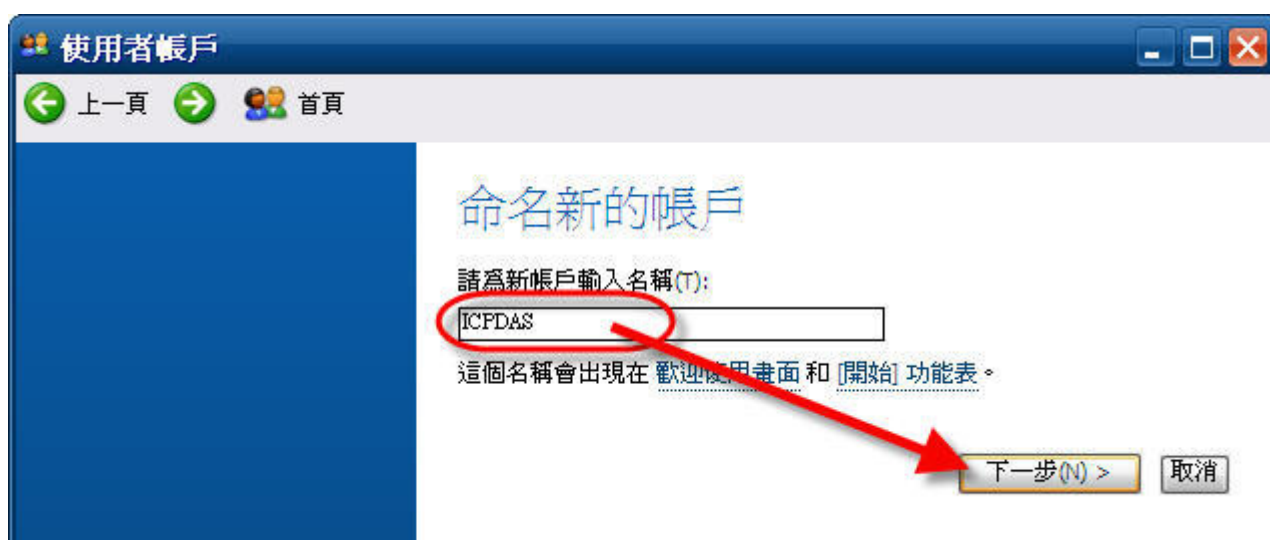 使用者帳戶
上一頁 首頁
命名新的帳戶
請為新帳戶輸入名稱(T):
ICPDAS
這個名稱會出現在 歡迎使用畫面 和 [開始] 功能表。
下一步(N) > 取消